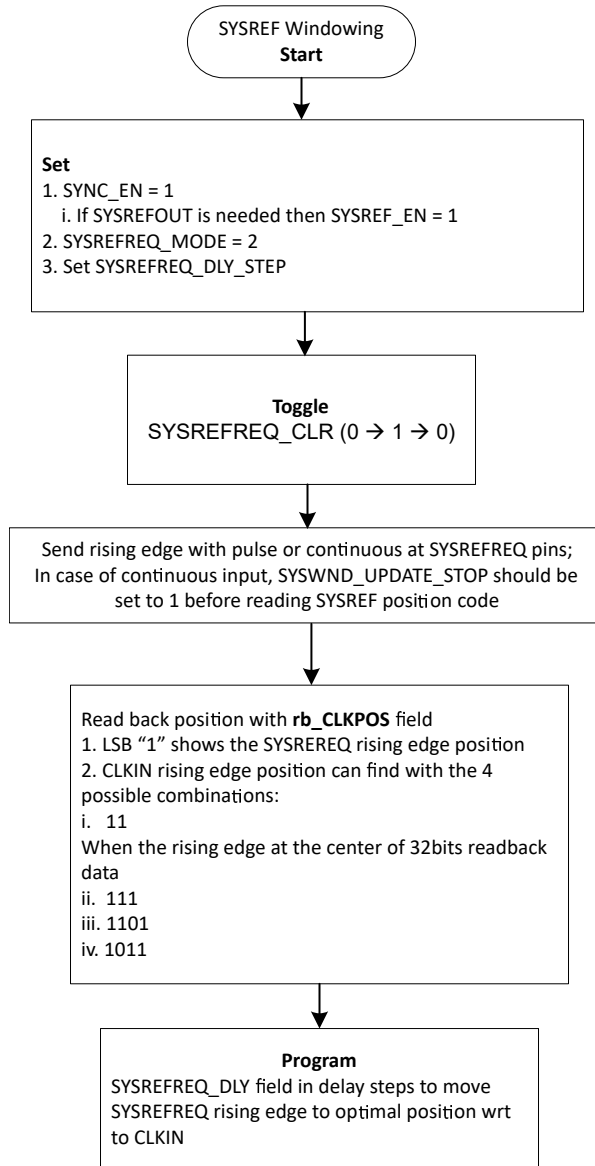 SYSREF Windowing
Start
Set
1. SYNC_EN = 1
i. If SYSREFOUT is needed then SYSREF_EN = 1
2. SYSREFREQ_MODE = 2
3. Set SYSREFREQ_DLY_STEP
Toggle
SYSREFREQ_CLR (0 → 1 → 0)
Send rising edge with pulse or continuous at SYSREFREQ pins;
In case of continuous input, SYSWND_UPDATE_STOP should be
set to 1 before reading SYSREF position code
Read back position with rb_CLKPOS field
1. LSB “1” shows the SYSREREQ rising edge position
2. CLKIN rising edge position can find with the 4
possible combinations:
i. 11
When the rising edge at the center of 32bits readback
data
ii. 111
iii. 1101
iv. 1011
Program
SYSREFREQ_DLY field in delay steps to move
SYSREFREQ rising edge to optimal position wrt
to CLKIN